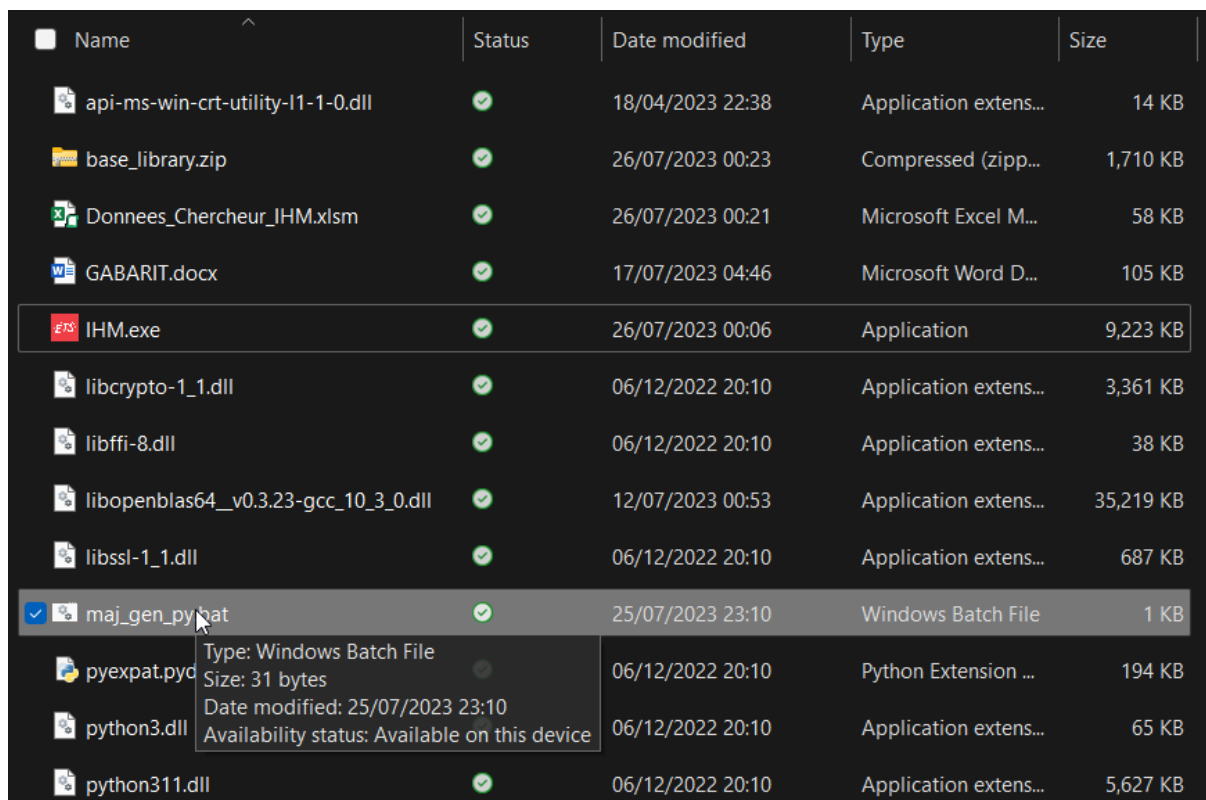 Name Status Date modified Type Size
api-ms-win-crt-utility-l1-1-0.dll 18/04/2023 22:38 Application extens... 14 KB
base_library.zip 26/07/2023 00:23 Compressed (zipp... 1,710 KB
Donnees_Chercheur_IHM.xlsm 26/07/2023 00:21 Microsoft Excel M... 58 KB
GABARIT.docx 17/07/2023 04:46 Microsoft Word D... 105 KB
ÉTS IHM.exe 26/07/2023 00:06 Application 9,223 KB
libcrypto-1_1.dll 06/12/2022 20:10 Application extens... 3,361 KB
libffi-8.dll 06/12/2022 20:10 Application extens... 38 KB
libopenblas64__v0.3.23-gcc_10_3_0.dll 12/07/2023 00:53 Application extens... 35,219 KB
libssl-1_1.dll 06/12/2022 20:10 Application extens... 687 KB
maj_gen_py.bat 25/07/2023 23:10 Windows Batch File 1 KB
Type: Windows Batch File
pyexpat.pyd 06/12/2022 20:10 Python Extension ... 194 KB
Size: 31 bytes
Date modified: 25/07/2023 23:10
python3.dll 06/12/2022 20:10 Application extens... 65 KB
Availability status: Available on this device
python311.dll 06/12/2022 20:10 Application extens... 5,627 KB